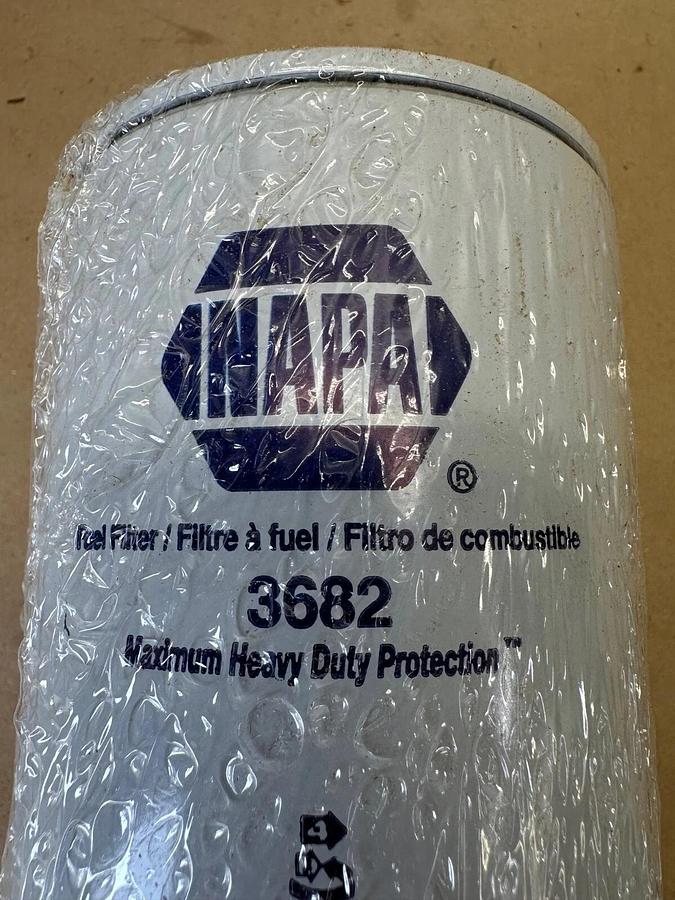 NAPA
®
Fuel Filter / Filtre à fuel / Filtro de combustible
3682
Maximum Heavy Duty Protection™